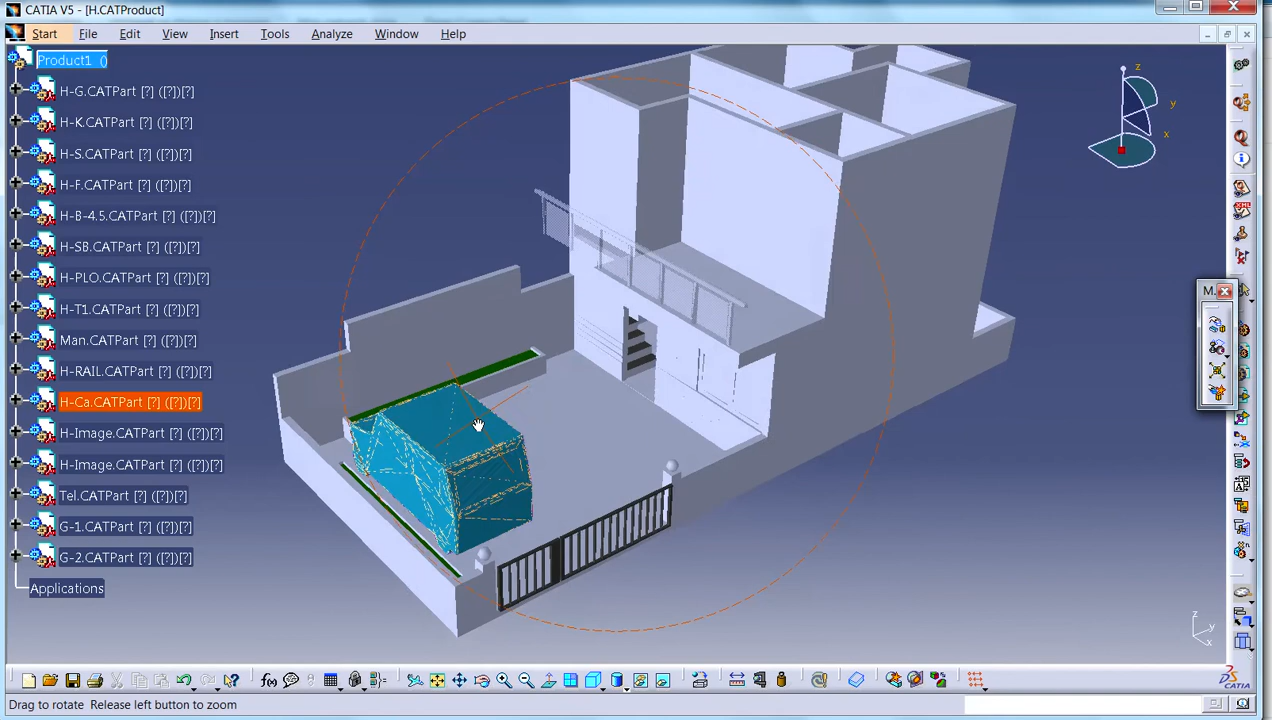 CATIA V5 - [H.CATProduct]
Start Edit View Insert Tools Analyze Window Help
Product1 ()
H-G.CATPart [?] ([?])[?]
H-K.CATPart [?] ([?])[?]
H-S.CATPart [?] ([?])[?]
H-F.CATPart [?] ([?])[?]
H-B-4.5.CATPart [?] ([?])[?]
H-SB.CATPart [?] ([?])[?]
H-PLO.CATPart [?] ([?])[?]
H-T1.CATPart [?] ([?])[?]
Man.CATPart [?] ([?])[?]
H-RAIL.CATPart [?] ([?])[?]
H-Ca.CATPart [?] ([?])[?]
H-Image.CATPart [?] ([?])[?]
H-Image.CATPart [?] ([?])[?]
Tel.CATPart [?] ([?])[?]
G-1.CATPart [?] ([?])[?]
G-2.CATPart [?] ([?])[?]
Applications
z
y
x
M...
z
y
x
f(x)
DS
CATIA
Drag to rotate Release left button to zoom